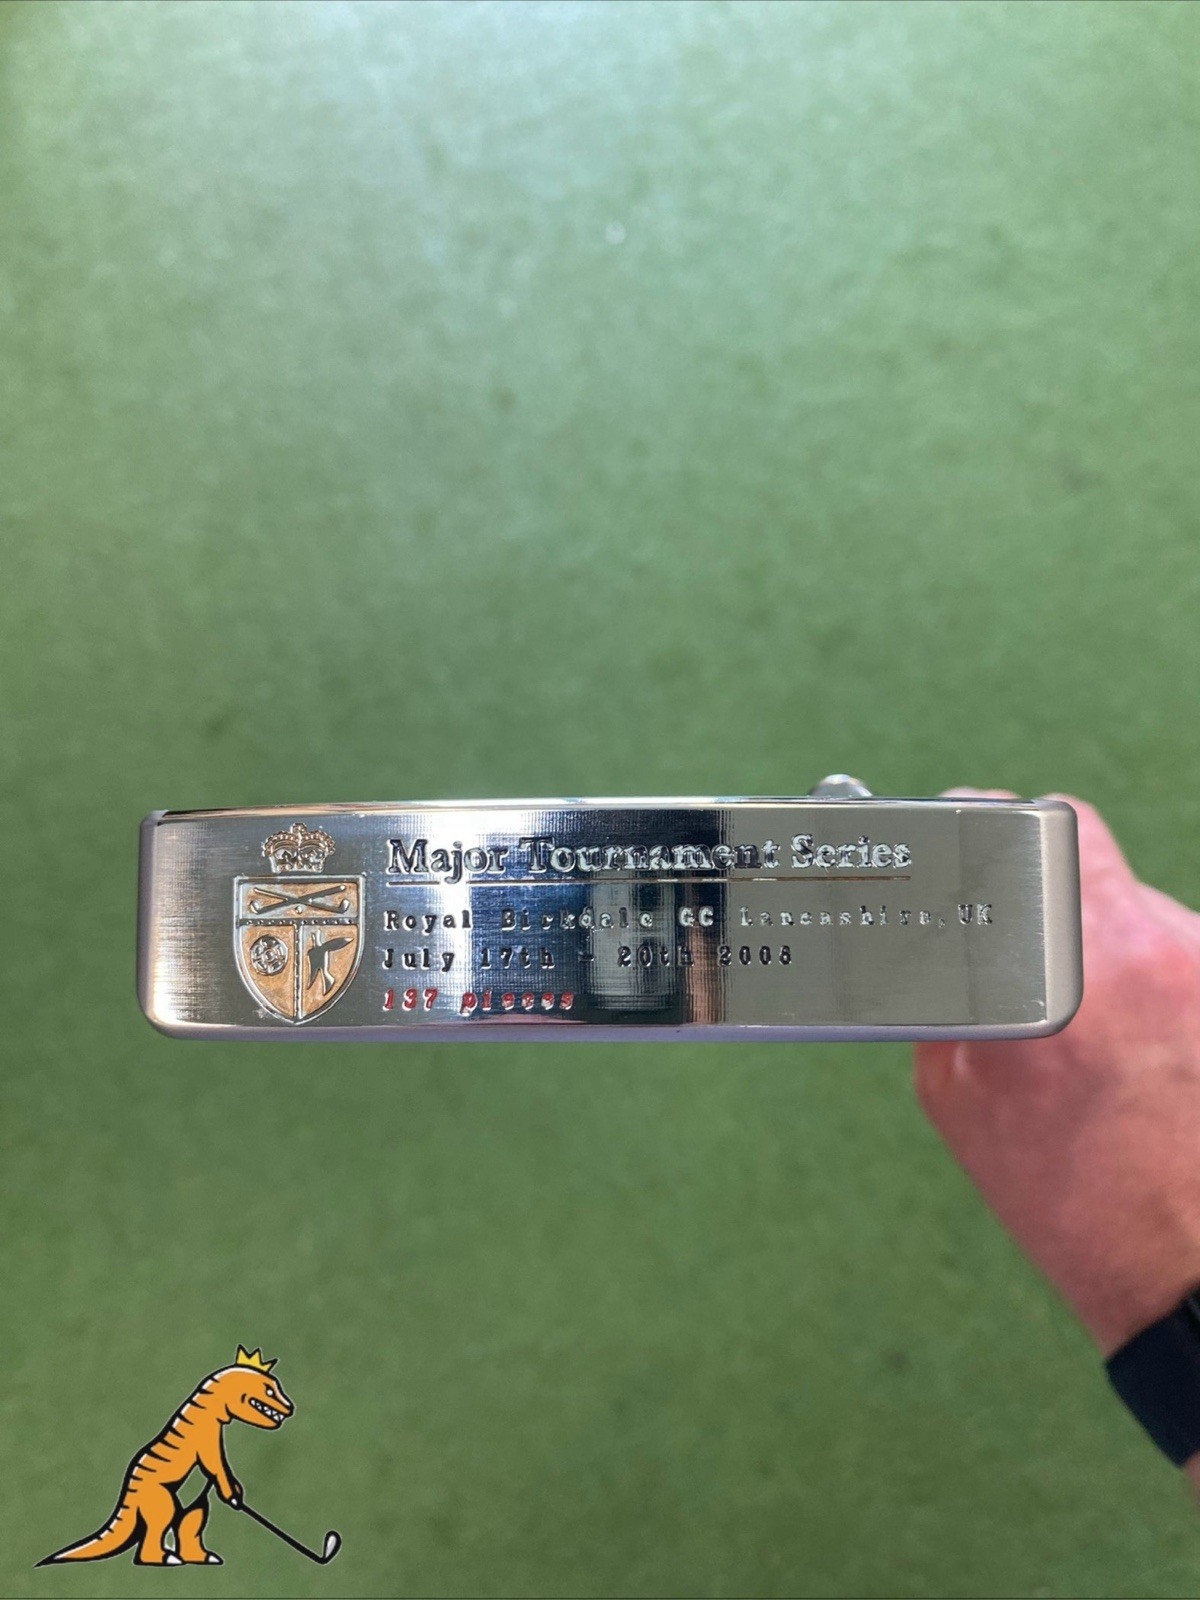 Major Tournament Series
Royal Birkdale GC Lancashire, UK
July 17th - 20th 2008
137 pieces